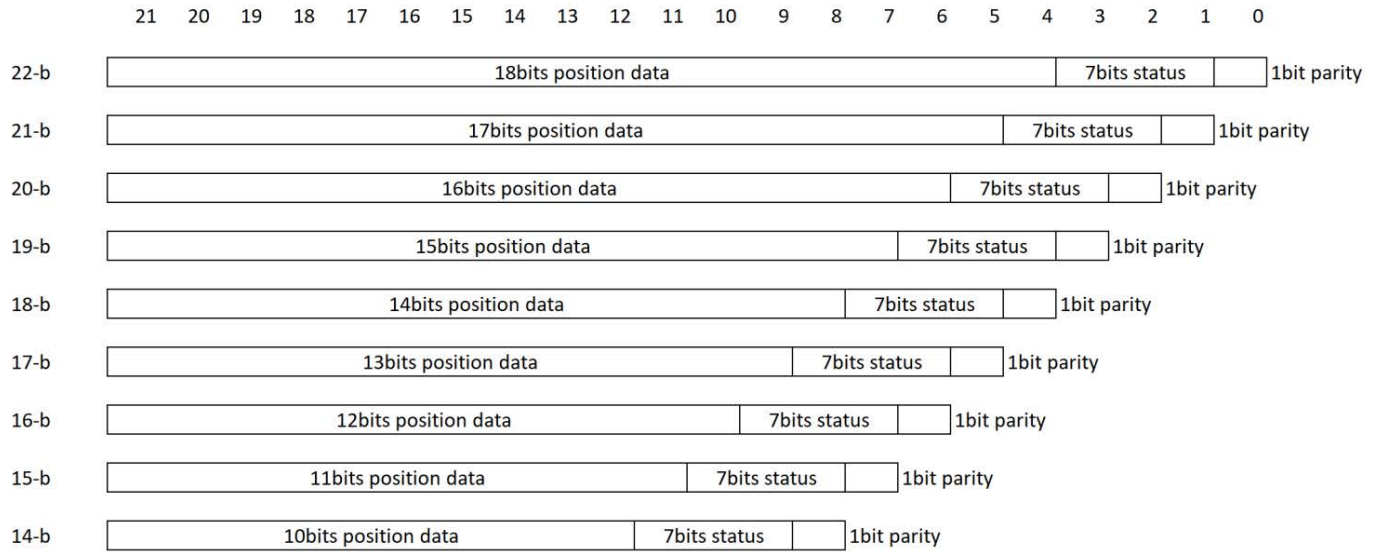 21 20 19 18 17 16 15 14 13 12 11 10 9 8 7 6 5 4 3 2 1 0
22-b 18bits position data 7bits status 1bit parity
21-b 17bits position data 7bits status 1bit parity
20-b 16bits position data 7bits status 1bit parity
19-b 15bits position data 7bits status 1bit parity
18-b 14bits position data 7bits status 1bit parity
17-b 13bits position data 7bits status 1bit parity
16-b 12bits position data 7bits status 1bit parity
15-b 11bits position data 7bits status 1bit parity
14-b 10bits position data 7bits status 1bit parity